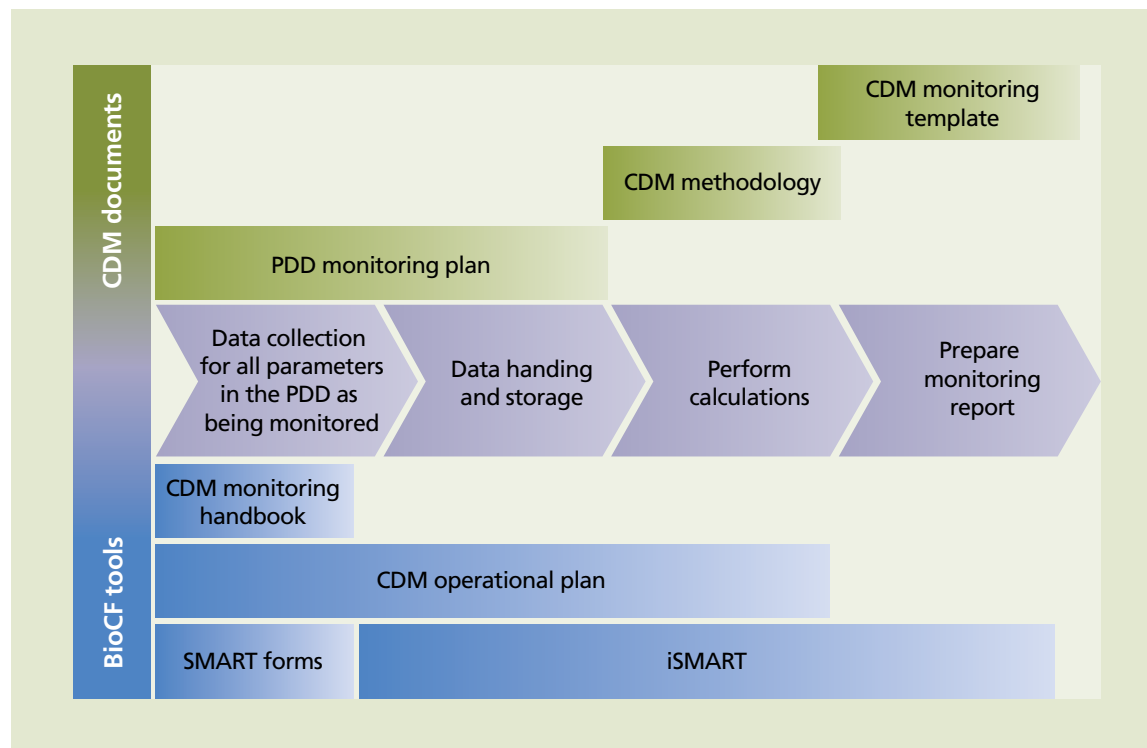 CDM documents
BioCF tools
CDM monitoring
template
CDM methodology
PDD monitoring plan
Data collection
for all parameters
in the PDD as
being monitored
Data handing
and storage
Perform
calculations
Prepare
monitoring
report
CDM monitoring
handbook
CDM operational plan
SMART forms
iSMART